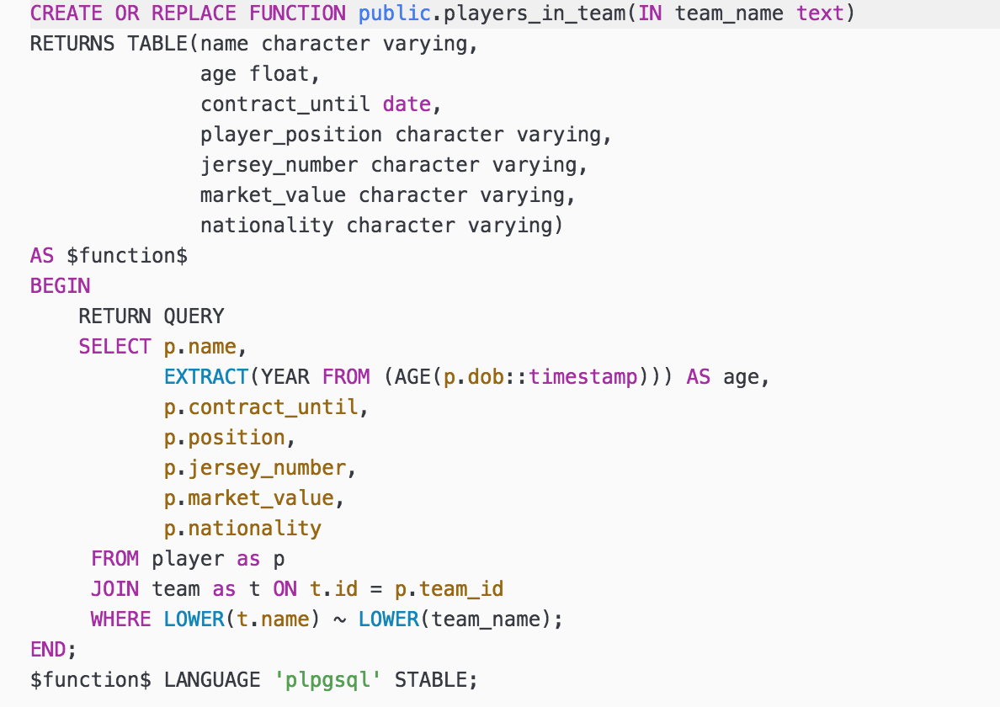 CREATE OR REPLACE FUNCTION public.players_in_team(IN team_name text)
RETURNS TABLE(name character varying,
              age float,
              contract_until date,
              player_position character varying,
              jersey_number character varying,
              market_value character varying,
              nationality character varying)
AS $function$
BEGIN
    RETURN QUERY
    SELECT p.name,
           EXTRACT(YEAR FROM (AGE(p.dob::timestamp))) AS age,
           p.contract_until,
           p.position,
           p.jersey_number,
           p.market_value,
           p.nationality
     FROM player as p
     JOIN team as t ON t.id = p.team_id
     WHERE LOWER(t.name) ~ LOWER(team_name);
END;
$function$ LANGUAGE 'plpgsql' STABLE;